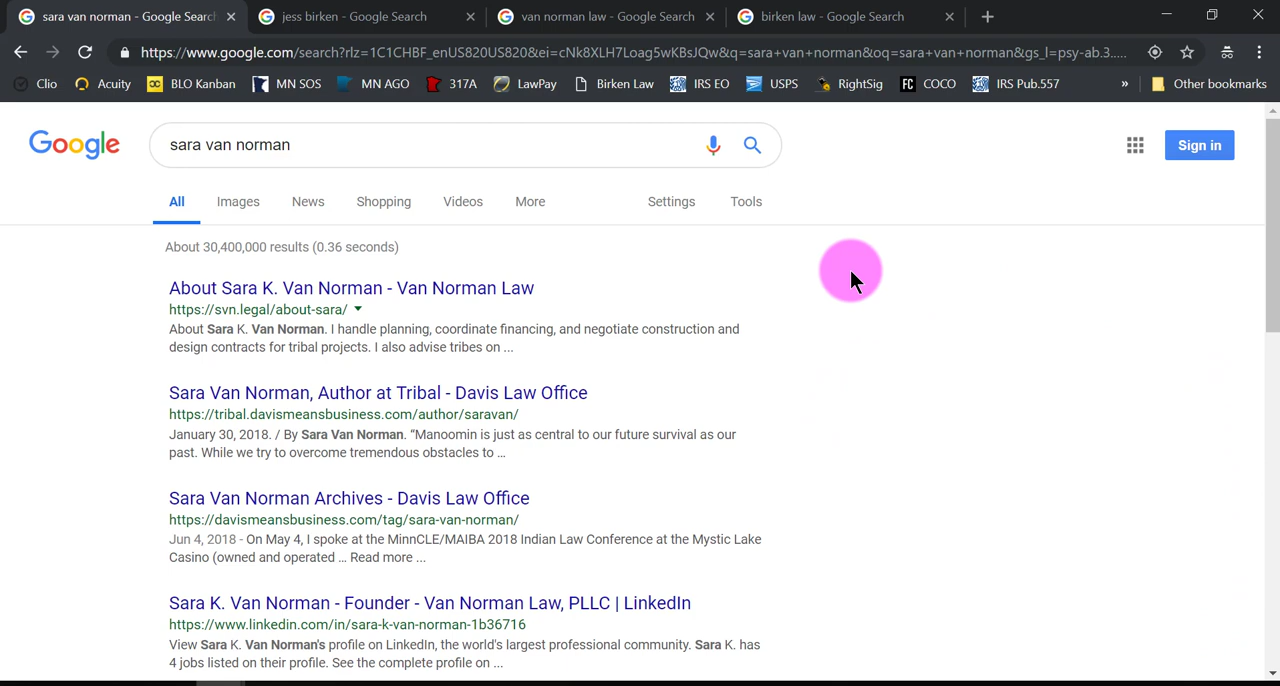 sara van norman - Google Search
jess birken - Google Search
van norman law - Google Search
birken law - Google Search
https://www.google.com/search?rlz=1C1CHBF_enUS820US820&ei=cNk8XLH7Loag5wKBsJQw&q=sara+van+norman&oq=sara+van+norman&gs_l=psy-ab.3....
Clio Acuity BLO Kanban MN SOS MN AGO 317A LawPay Birken Law IRS EO USPS RightSig COCO IRS Pub.557 » Other bookmarks
Google
sara van norman
Sign in
All Images News Shopping Videos More Settings Tools
About 30,400,000 results (0.36 seconds)
About Sara K. Van Norman - Van Norman Law
https://svn.legal/about-sara/
About Sara K. Van Norman. I handle planning, coordinate financing, and negotiate construction and
design contracts for tribal projects. I also advise tribes on ...
Sara Van Norman, Author at Tribal - Davis Law Office
https://tribal.davismeansbusiness.com/author/saravan/
January 30, 2018. / By Sara Van Norman. “Manoomin is just as central to our future survival as our
past. While we try to overcome tremendous obstacles to ...
Sara Van Norman Archives - Davis Law Office
https://davismeansbusiness.com/tag/sara-van-norman/
Jun 4, 2018 - On May 4, I spoke at the MinnCLE/MAIBA 2018 Indian Law Conference at the Mystic Lake
Casino (owned and operated ... Read more ...
Sara K. Van Norman - Founder - Van Norman Law, PLLC | LinkedIn
https://www.linkedin.com/in/sara-k-van-norman-1b36716
View Sara K. Van Norman's profile on LinkedIn, the world's largest professional community. Sara K. has
4 jobs listed on their profile. See the complete profile on ...